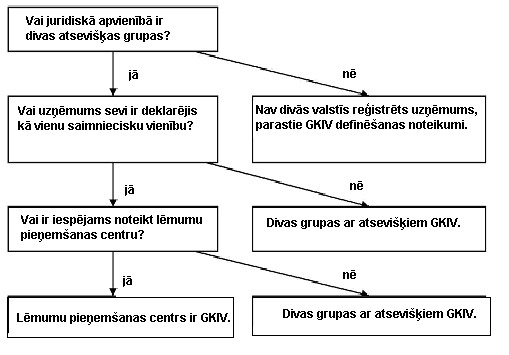 Vai juridiskā apvienībā ir
divas atsevišķas grupas?
jā
nē
Vai uzņēmums sevi ir deklarējis
kā vienu saimniecisku vienību?
Nav divās valstīs reģistrēts uzņēmums,
parastie GKIV definēšanas noteikumi.
jā
nē
Vai ir iespējams noteikt lēmumu
pieņemšanas centru?
Divas grupas ar atsevišķiem GKIV.
jā
nē
Lēmumu pieņemšanas centrs ir GKIV.
Divas grupas ar atsevišķiem GKIV.